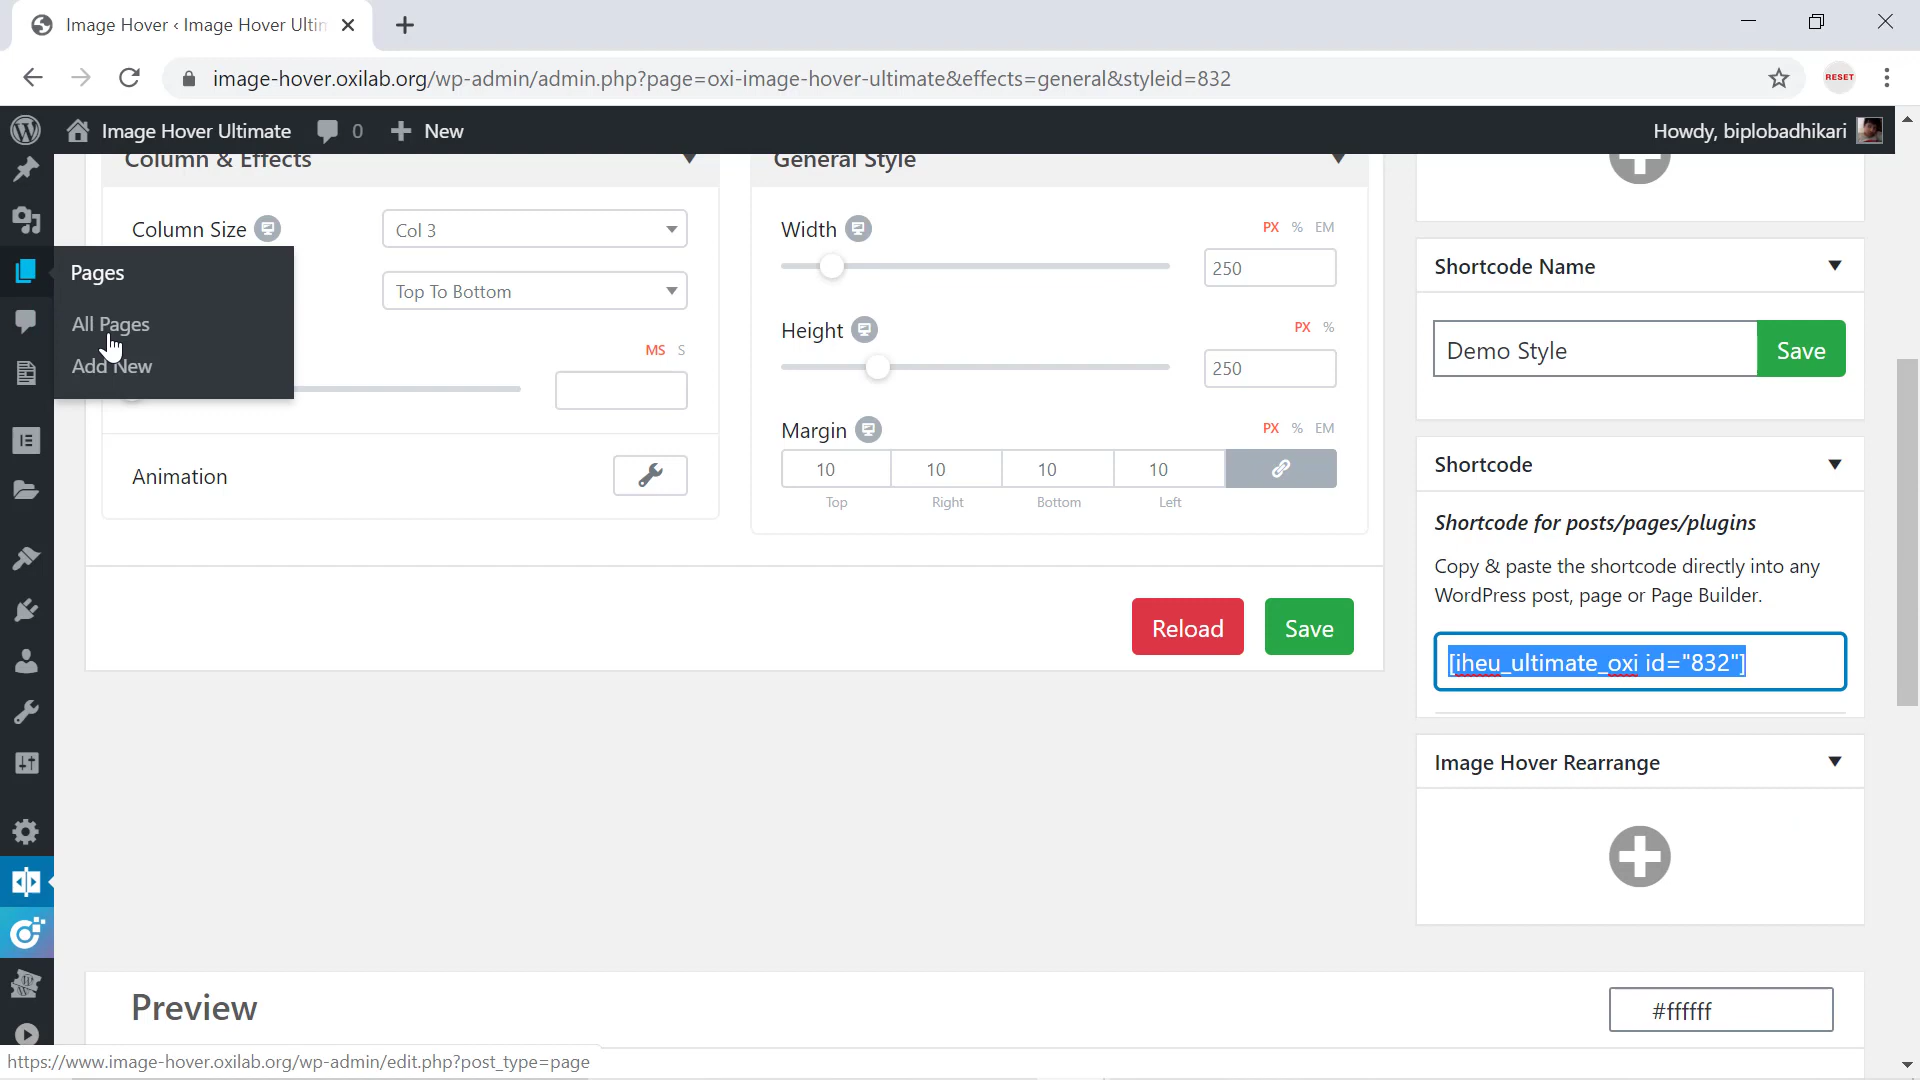 Image Hover ‹ Image Hover Ultim
image-hover.oxilab.org/wp-admin/admin.php?page=oxi-image-hover-ultimate&effects=general&styleid=832
RESET
Image Hover Ultimate
0
New
Howdy, biplobadhikari
Column & Effects
General Style
Column Size
Col 3
Width
PX % EM
250
Pages
Top To Bottom
All Pages
Add New
MS S
Height
PX %
250
Margin
PX % EM
10 10 10 10
Top Right Bottom Left
Animation
Reload
Save
Shortcode Name
Demo Style
Save
Shortcode
Shortcode for posts/pages/plugins
Copy & paste the shortcode directly into any
WordPress post, page or Page Builder.
[iheu_ultimate_oxi id="832"]
Image Hover Rearrange
Preview
#ffffff
https://www.image-hover.oxilab.org/wp-admin/edit.php?post_type=page